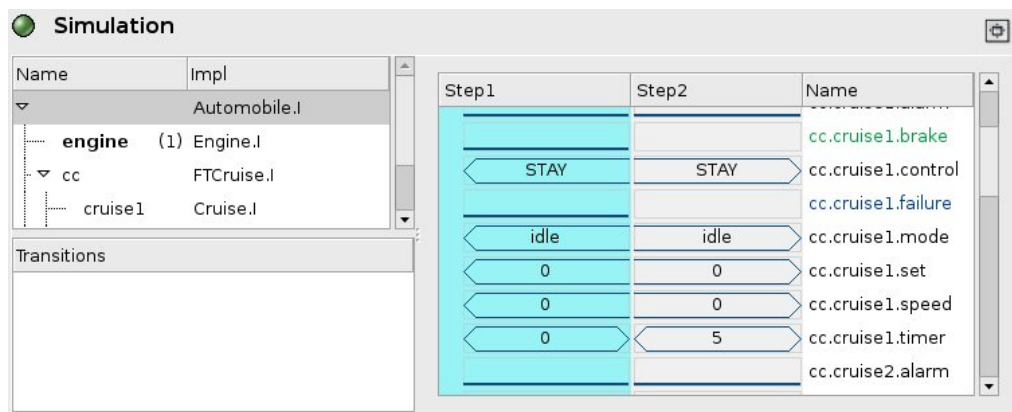 Simulation
Name Impl
Automobile.I
engine (1) Engine.I
cc FTCruise.I
cruise1 Cruise.I
Transitions
Step1 Step2 Name
cc.cruise1.brake
STAY STAY cc.cruise1.control
cc.cruise1.failure
idle idle cc.cruise1.mode
0 0 cc.cruise1.set
0 0 cc.cruise1.speed
0 5 cc.cruise1.timer
cc.cruise2.alarm